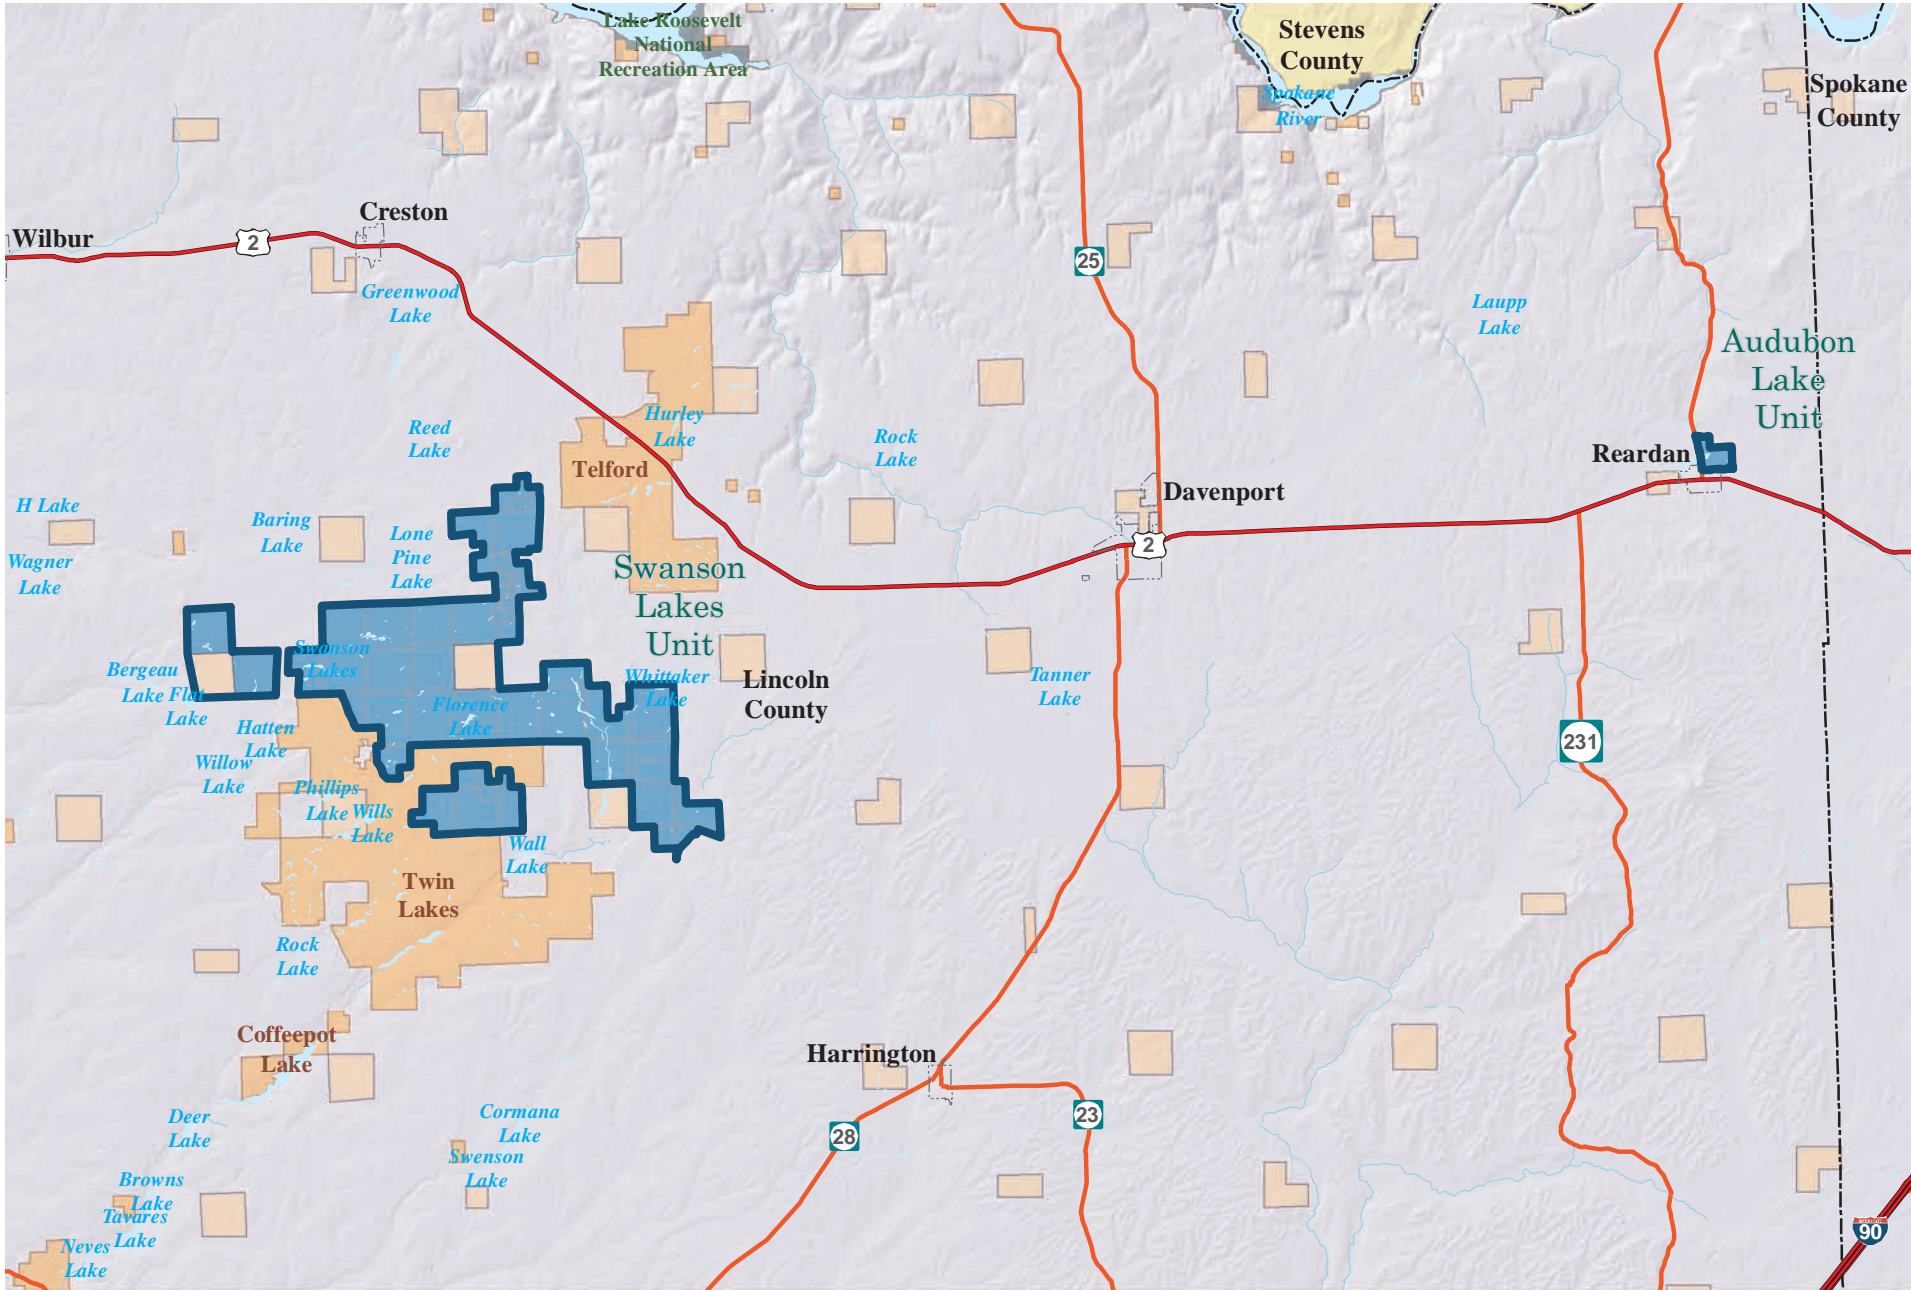 Lake Roosevelt
National
Recreation Area
Stevens
County
Spokane
River
Spokane
County
Creston
Wilbur
2
25
Greenwood
Lake
Laupp
Lake
Audubon
Lake
Unit
Hurley
Lake
Reed
Lake
Rock
Lake
Telford
Reardan
Davenport
H Lake
Baring
Lake
Lone
Pine
Lake
2
Wagner
Lake
Swanson
Lakes
Unit
Swanson
Lakes
Bergeau
Lake
Flat
Lake
Whittaker
Lake
Lincoln
County
Tanner
Lake
Florence
Lake
Hatten
Lake
Willow
Lake
231
Phillips
Lake
Wills
Lake
Wall
Lake
Twin
Lakes
Rock
Lake
Coffeepot
Lake
Harrington
Deer
Lake
Cormana
Lake
28
23
Swenson
Lake
Browns
Lake
Tavares
Lake
Neves
Lake
90